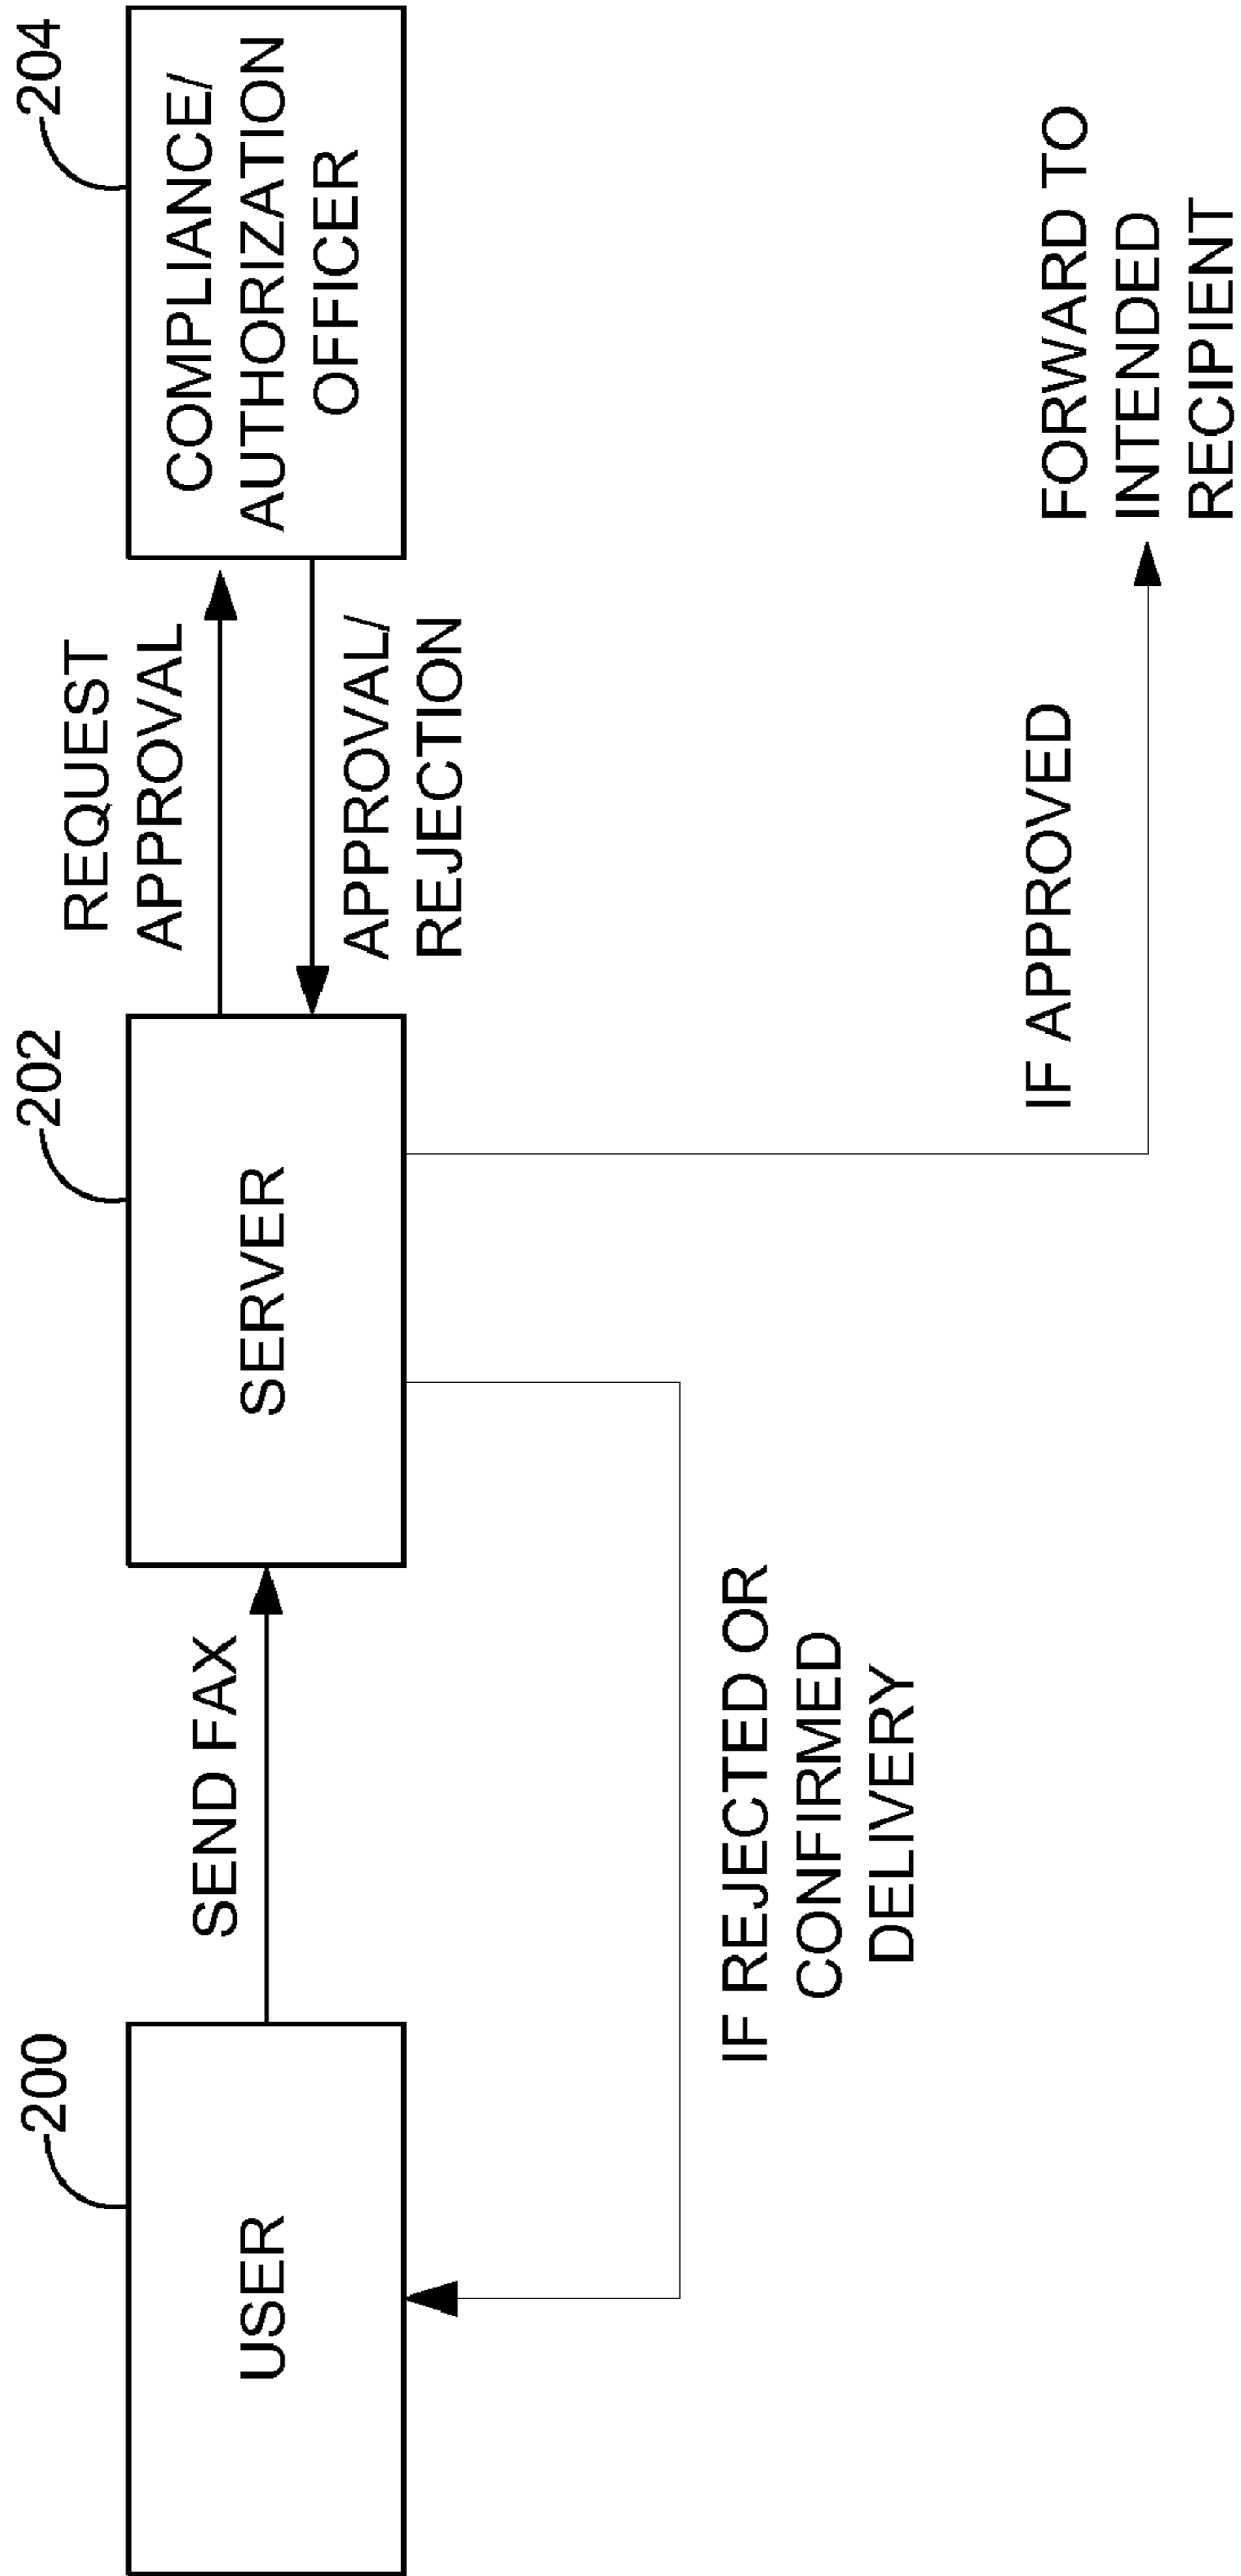 200
USER
SEND FAX
202
SERVER
REQUEST
APPROVAL
APPROVAL/
REJECTION
204
COMPLIANCE/
AUTHORIZATION
OFFICER
IF REJECTED OR
CONFIRMED
DELIVERY
IF APPROVED
FORWARD TO
INTENDED
RECIPIENT